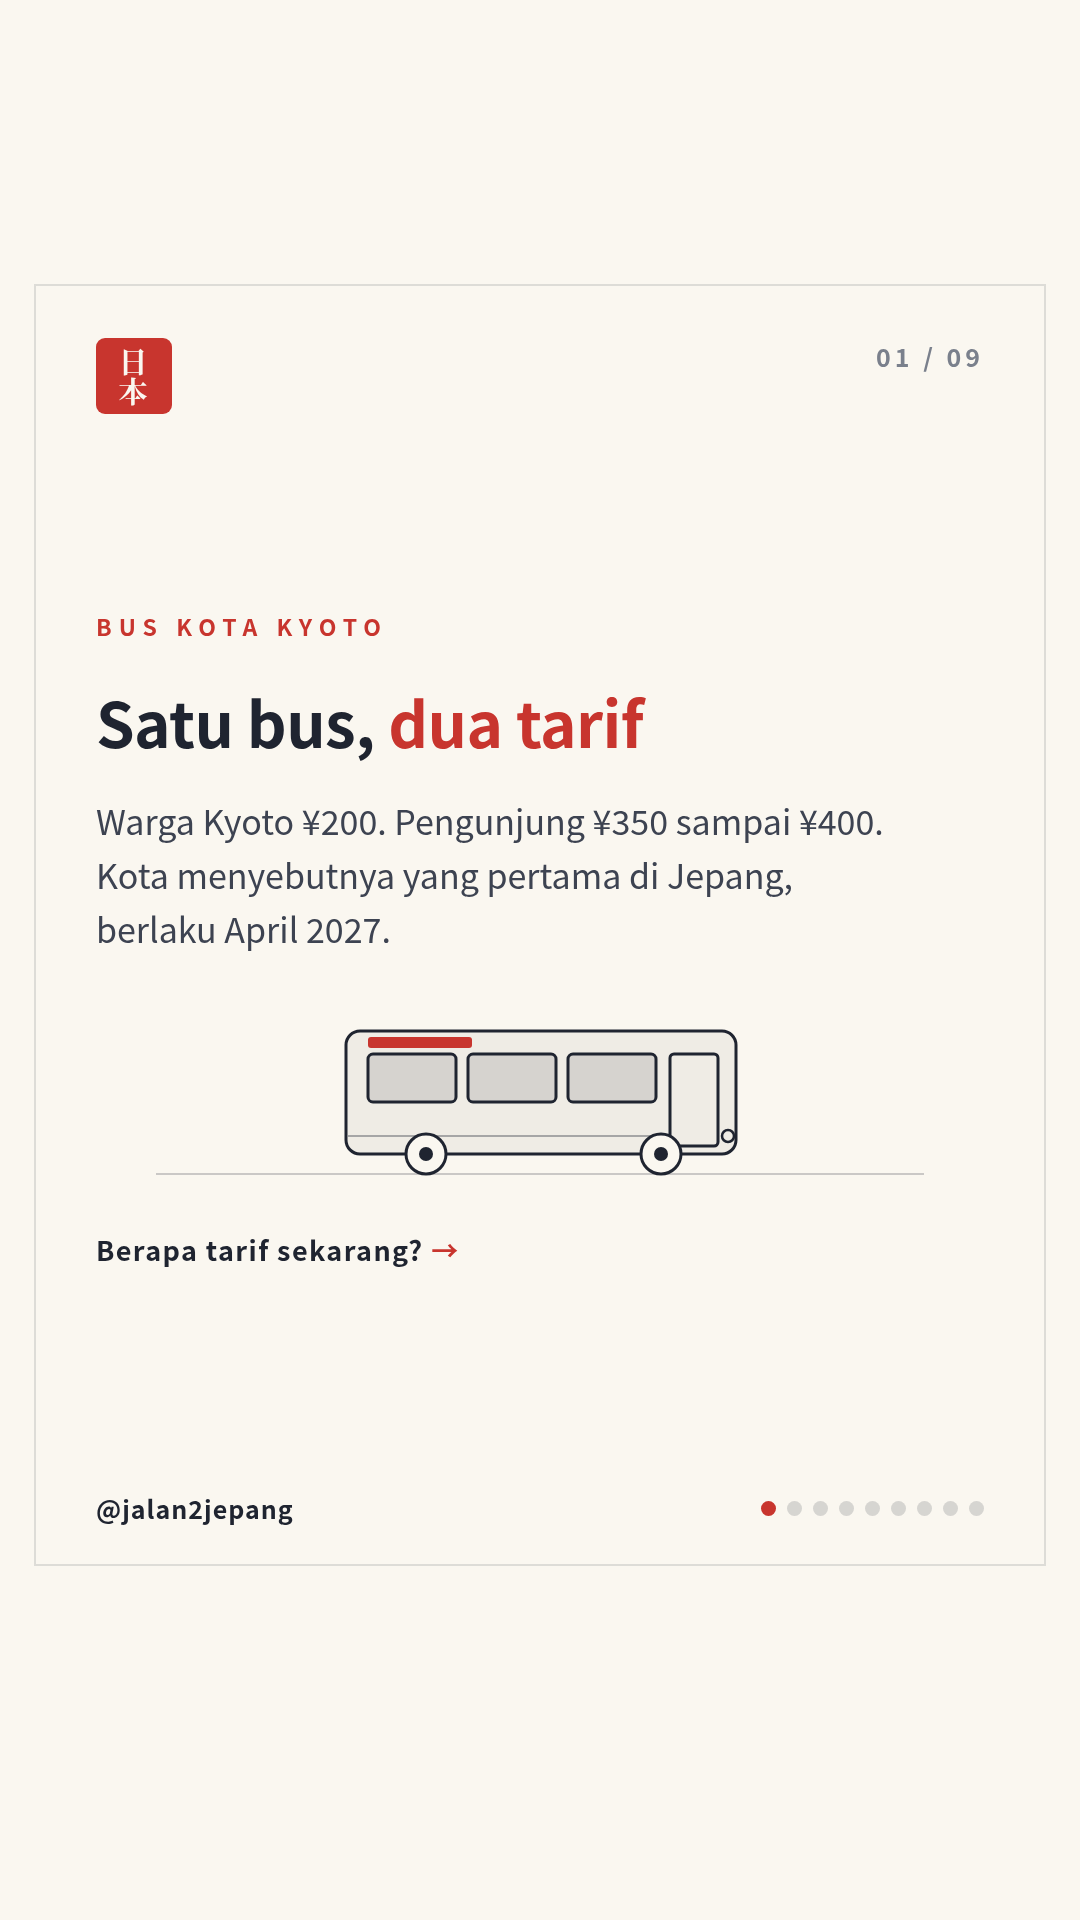 日
本
01 / 09
BUS KOTA KYOTO
Satu bus, dua tarif
Warga Kyoto ¥200. Pengunjung ¥350 sampai ¥400.
Kota menyebutnya yang pertama di Jepang,
berlaku April 2027.
Berapa tarif sekarang? →
@jalan2jepang